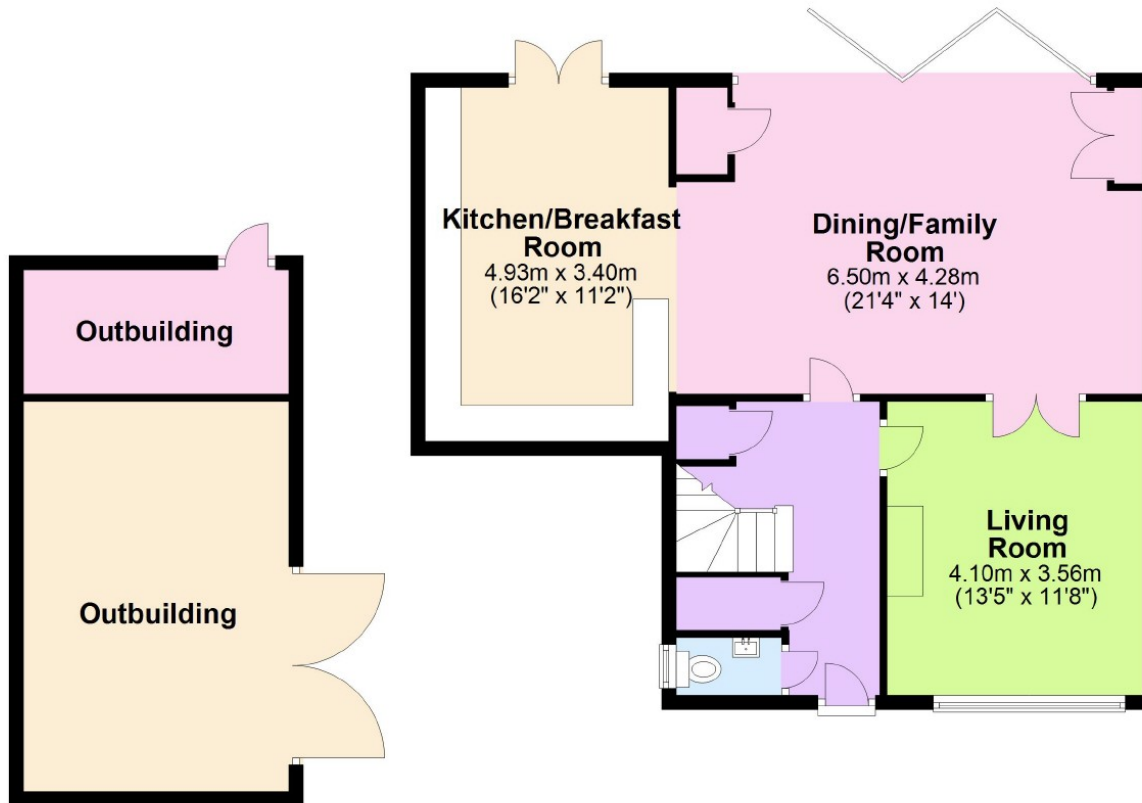 Kitchen/Breakfast
Room
4.93m x 3.40m
(16'2" x 11'2")
Dining/Family
Room
6.50m x 4.28m
(21'4" x 14')
Outbuilding
Outbuilding
Living
Room
4.10m x 3.56m
(13'5" x 11'8")